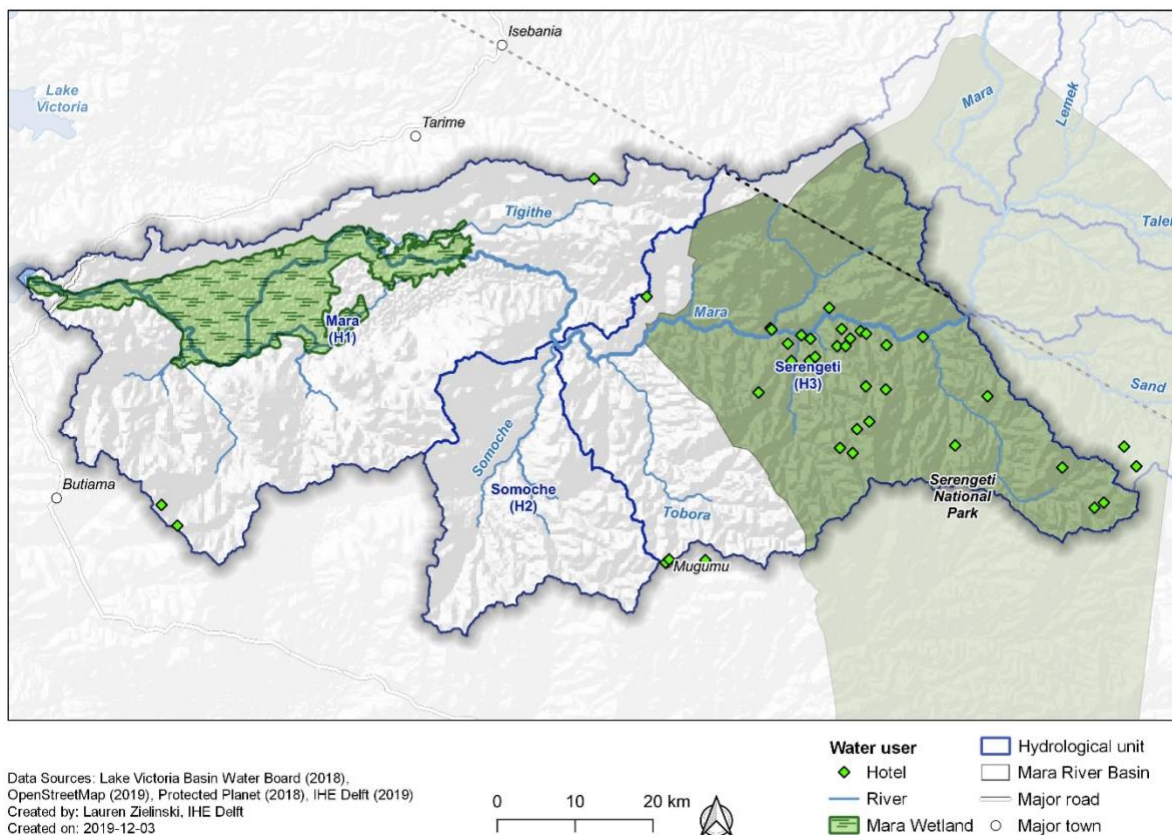 Isebania
Lake
Victoria
Tarime
Mara
Lemek
Talek
Tigithe
Mara
(H1)
Mara
Serengeti
(H3)
Sand
Somoche
Butiama
Somoche
(H2)
Tobora
Serengeti
National
Park
Mugumu
Data Sources: Lake Victoria Basin Water Board (2018),
OpenStreetMap (2019), Protected Planet (2018), IHE Delft (2019)
Created by: Lauren Zielinski, IHE Delft
Created on: 2019-12-03
0 10 20 km
Water user
Hotel
River
Mara Wetland
Hydrological unit
Mara River Basin
Major road
Major town